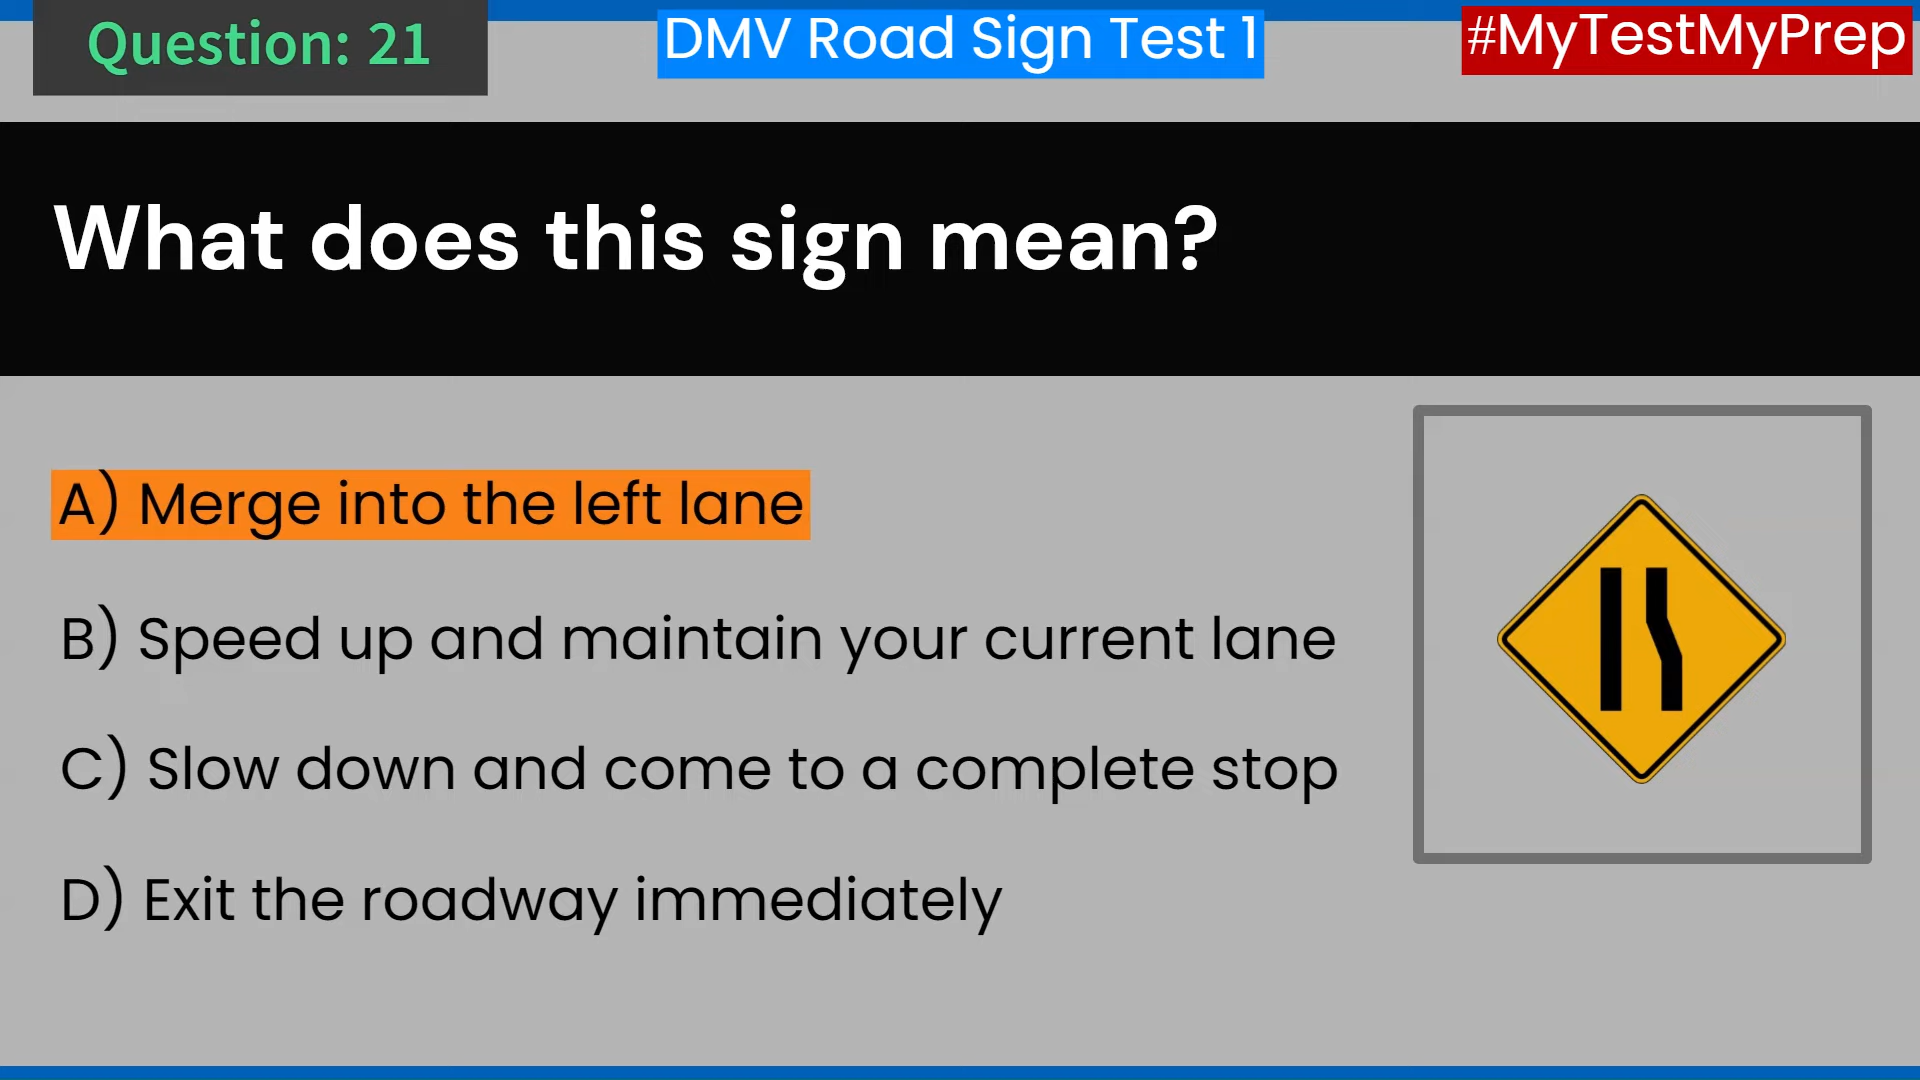 Question: 21
DMV Road Sign Test 1
#MyTestMyPrep
What does this sign mean?
A) Merge into the left lane
B) Speed up and maintain your current lane
C) Slow down and come to a complete stop
D) Exit the roadway immediately